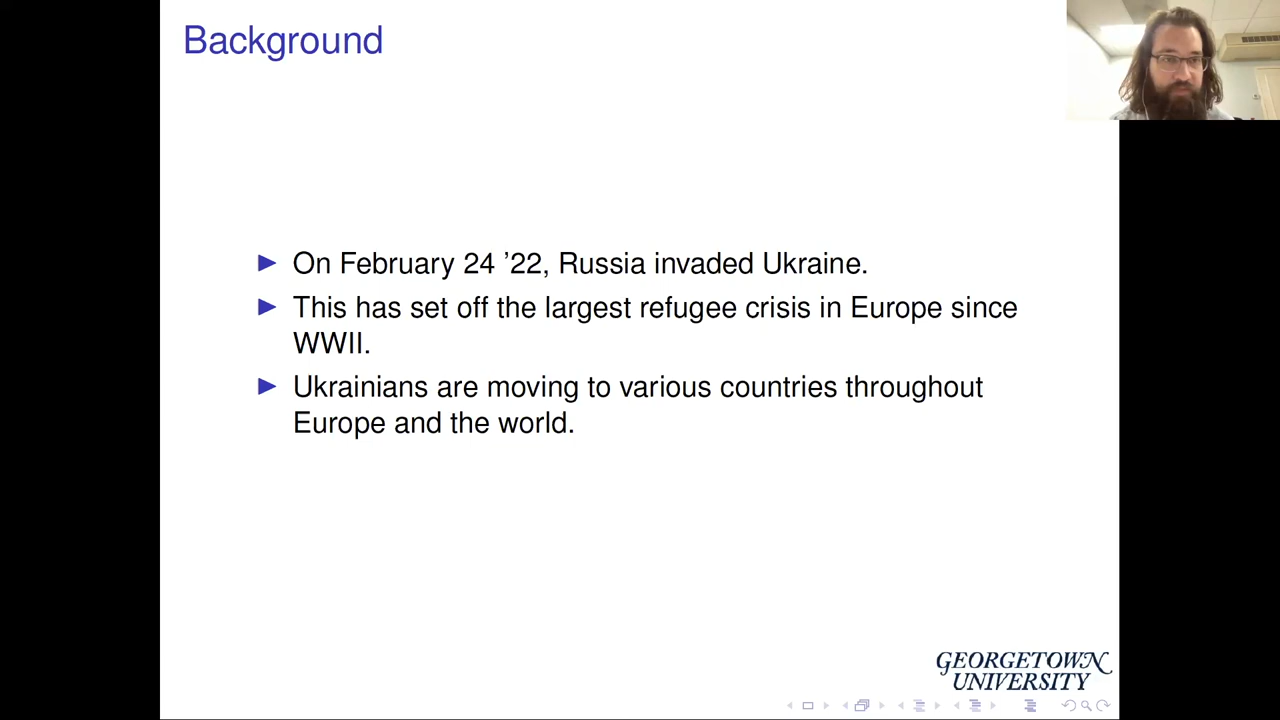 Background
► On February 24 ’22, Russia invaded Ukraine.
► This has set off the largest refugee crisis in Europe since
WWII.
► Ukrainians are moving to various countries throughout
Europe and the world.
GEORGETOWN
UNIVERSITY